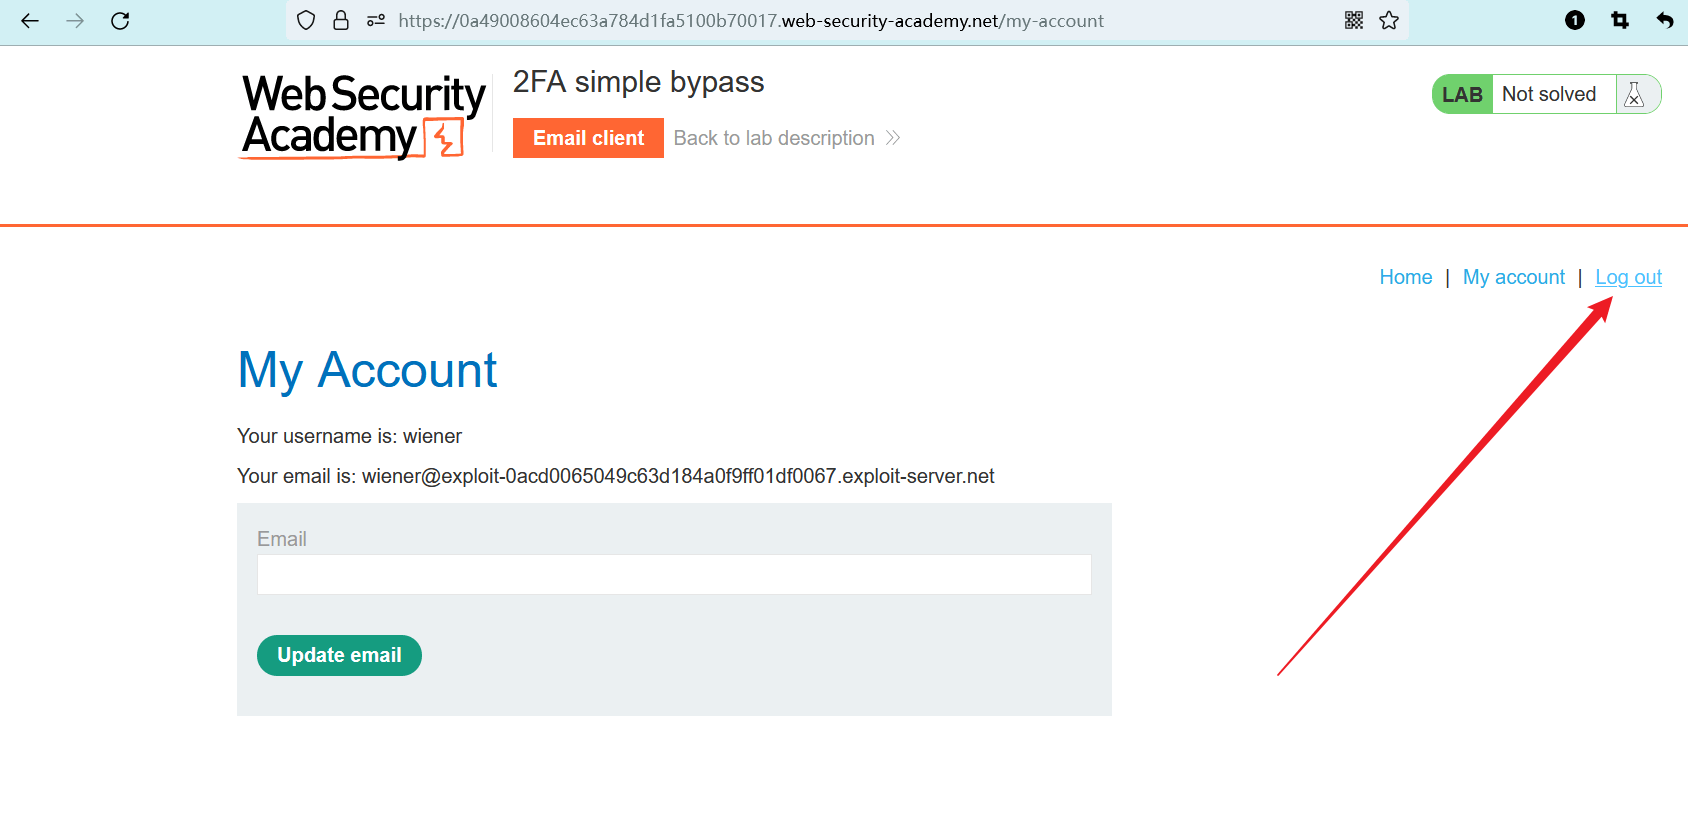 https://0a49008604ec63a784d1fa5100b70017.web-security-academy.net/my-account
1
Web Security
Academy
2FA simple bypass
Email client
Back to lab description
LAB
Not solved
Home | My account | Log out
My Account
Your username is: wiener
Your email is: wiener@exploit-0acd0065049c63d184a0f9ff01df0067.exploit-server.net
Email
Update email